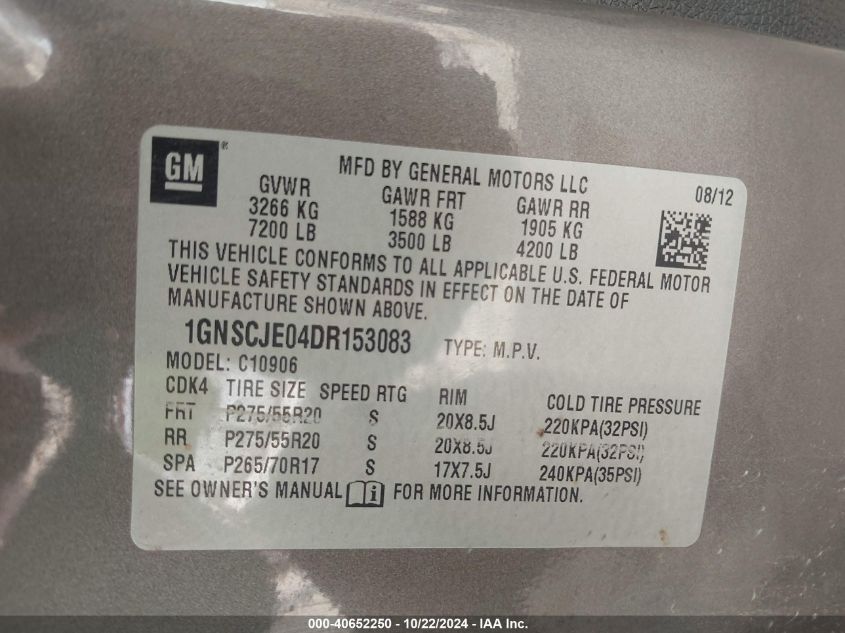 GM ®
MFD BY GENERAL MOTORS LLC 08/12
GVWR GAWR FRT GAWR RR
3266 KG 1588 KG 1905 KG
7200 LB 3500 LB 4200 LB
THIS VEHICLE CONFORMS TO ALL APPLICABLE U.S. FEDERAL MOTOR
VEHICLE SAFETY STANDARDS IN EFFECT ON THE DATE OF
MANUFACTURE SHOWN ABOVE.
1GNSCJE04DR153083 TYPE: M.P.V.
MODEL: C10906
CDK4 TIRE SIZE SPEED RTG RIM COLD TIRE PRESSURE
FRT P275/55R20 S 20X8.5J 220KPA(32PSI)
RR P275/55R20 S 20X8.5J 220KPA(32PSI)
SPA P265/70R17 S 17X7.5J 240KPA(35PSI)
SEE OWNER'S MANUAL FOR MORE INFORMATION.
000-40652250 - 10/22/2024 - IAA Inc.